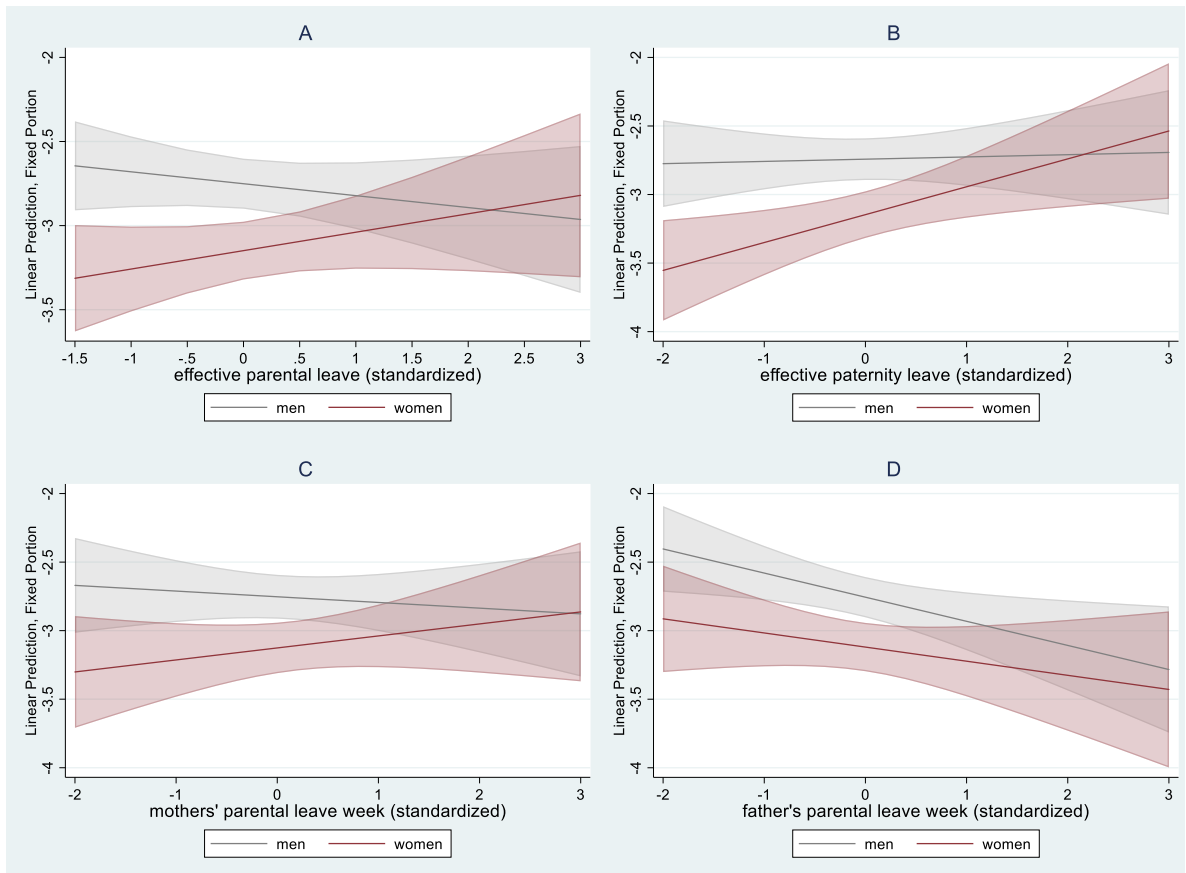 A
Linear Prediction, Fixed Portion
-2
-2.5
-3
-3.5
-1.5 -1 -.5 0 .5 1 1.5 2 2.5 3
effective parental leave (standardized)
men women
B
Linear Prediction, Fixed Portion
-2
-2.5
-3
-3.5
-4
-2 -1 0 1 2 3
effective paternity leave (standardized)
men women
C
Linear Prediction, Fixed Portion
-2
-2.5
-3
-3.5
-4
-2 -1 0 1 2 3
mothers' parental leave week (standardized)
men women
D
Linear Prediction, Fixed Portion
-2
-2.5
-3
-3.5
-4
-2 -1 0 1 2 3
father's parental leave week (standardized)
men women